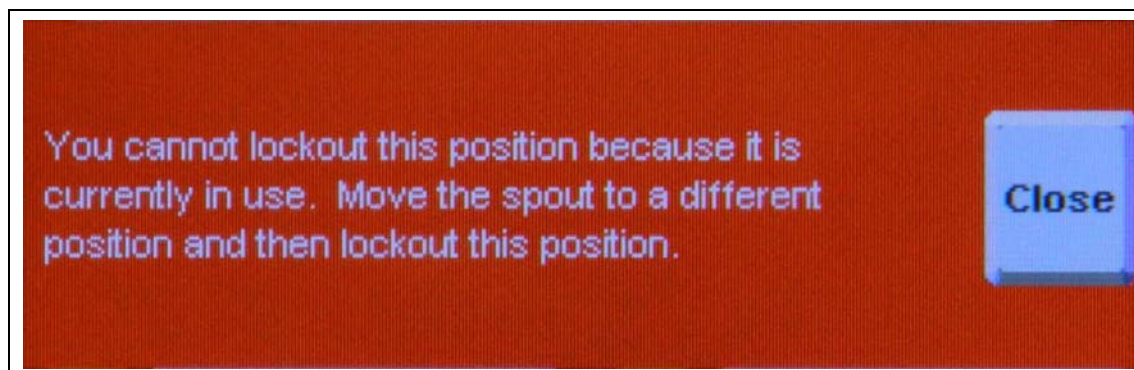 You cannot lockout this position because it is
currently in use. Move the spout to a different
position and then lockout this position.
Close